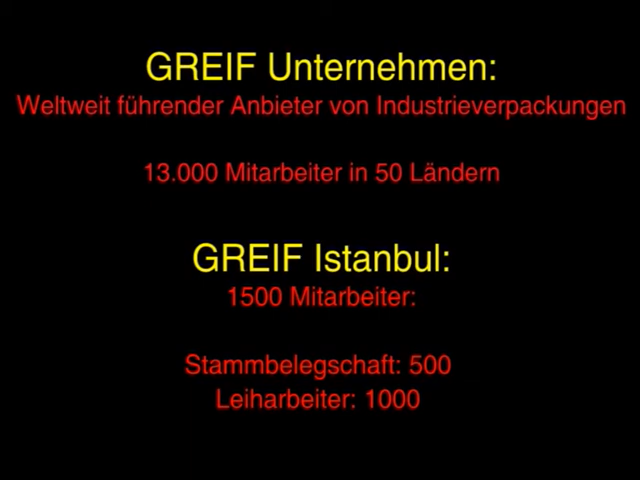 GREIF Unternehmen:
Weltweit führender Anbieter von Industrieverpackungen
13.000 Mitarbeiter in 50 Ländern
GREIF Istanbul:
1500 Mitarbeiter:
Stammbelegschaft: 500
Leiharbeiter: 1000